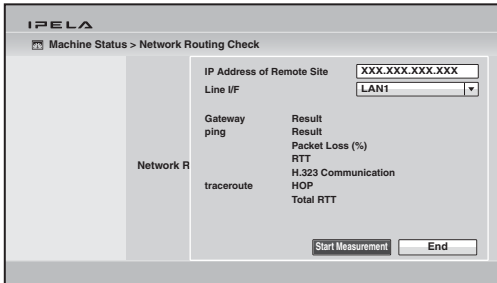 IPELA
Machine Status > Network Routing Check
IP Address of Remote Site XXX.XXX.XXX.XXX
Line I/F LAN1
Gateway Result
ping Result
Packet Loss (%)
RTT
Network R
H.323 Communication
traceroute HOP
Total RTT
Start Measurement End